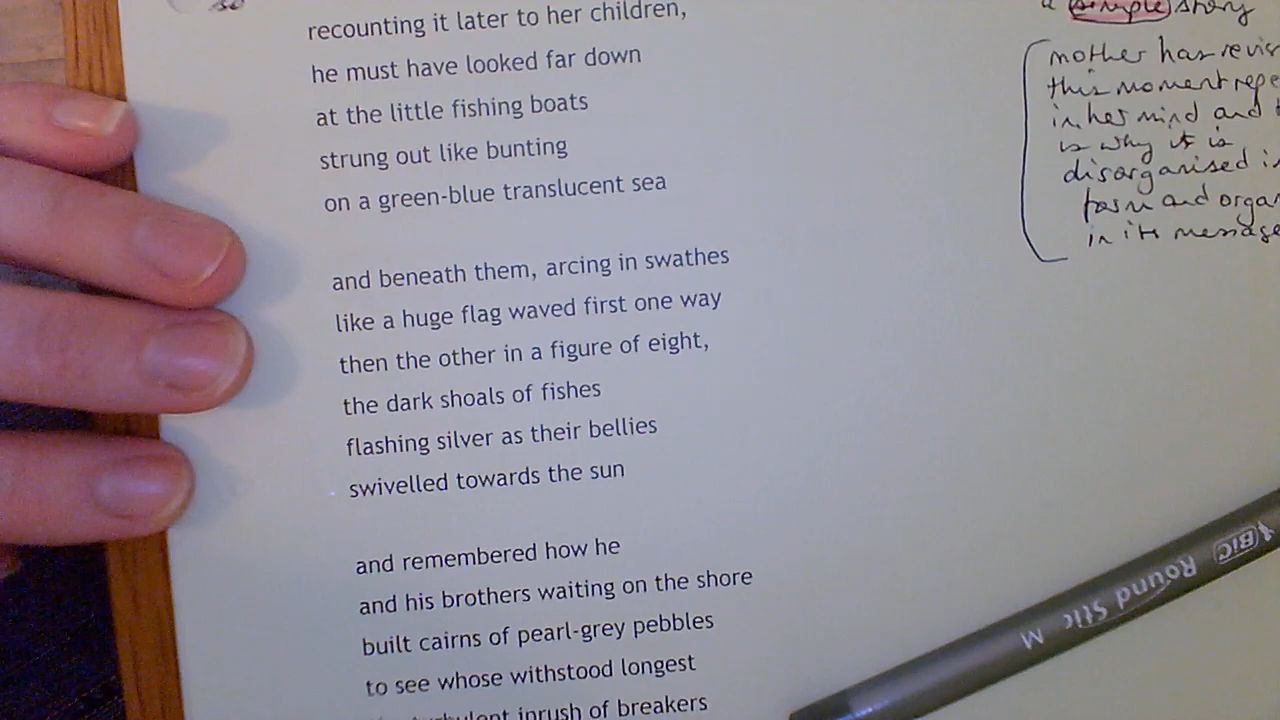 recounting it later to her children,
he must have looked far down
at the little fishing boats
strung out like bunting
on a green-blue translucent sea
and beneath them, arcing in swathes
like a huge flag waved first one way
then the other in a figure of eight,
the dark shoals of fishes
flashing silver as their bellies
swivelled towards the sun
and remembered how he
and his brothers waiting on the shore
built cairns of pearl-grey pebbles
to see whose withstood longest
inrush of breakers
a simple story
mother has
this moment
in her mind and
is why it is
disorganised
form and
in its message
BIC Round Stic M